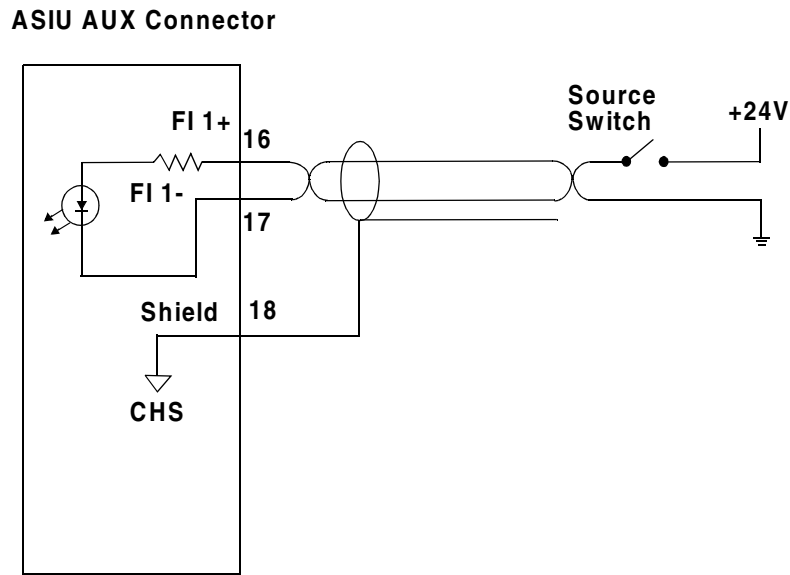 ASIU AUX Connector
Source
Switch
+24V
FI 1+
16
FI 1-
17
Shield
18
CHS